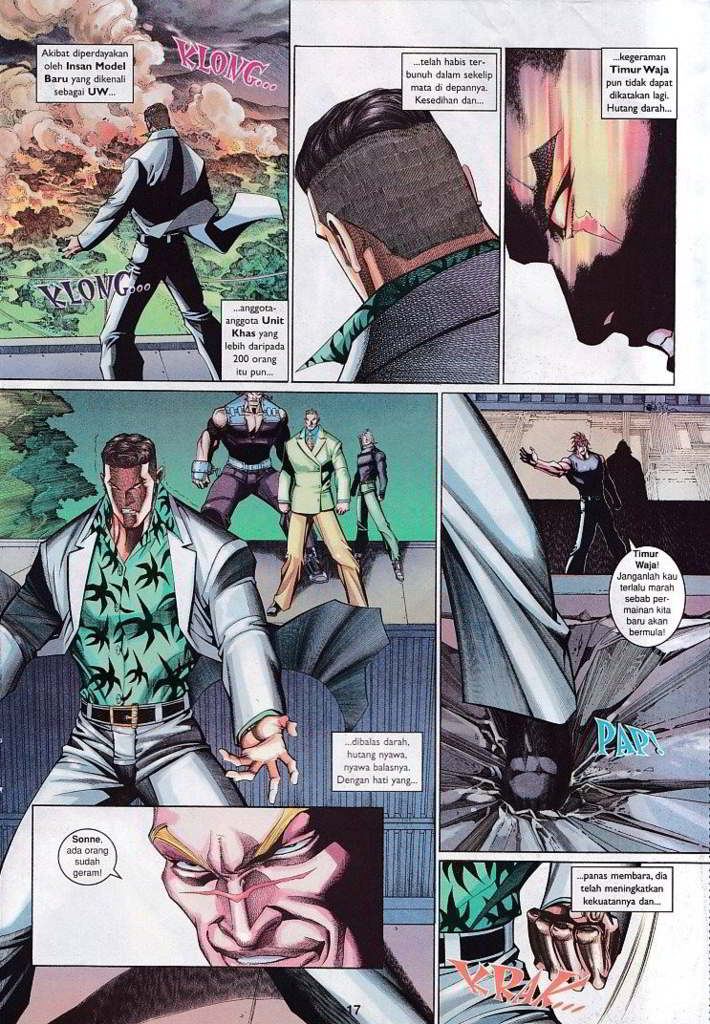 Akibat diperdayakan
oleh Insan Model
Baru yang dikenali
sebagai UW...
KLONG...
KLONG...
...anggota-
anggota Unit
Khas yang
lebih daripada
200 orang
itu pun...
...telah habis ter-
bunuh dalam sekelip
mata di depannya.
Kesedihan dan...
...kegeraman
Timur Waja
pun tidak dapat
dikatakan lagi.
Hutang darah...
...dibalas darah,
hutang nyawa,
nyawa balasnya.
Dengan hati yang...
Sonne,
ada orang
sudah
geram!
Timur
Waja!
Janganlah kau
terlalu marah
sebab per-
mainan kita
baru akan
bermula!
PAP!
...panas membara, dia
telah meningkatkan
kekuatannya dan...
KRAK...
17